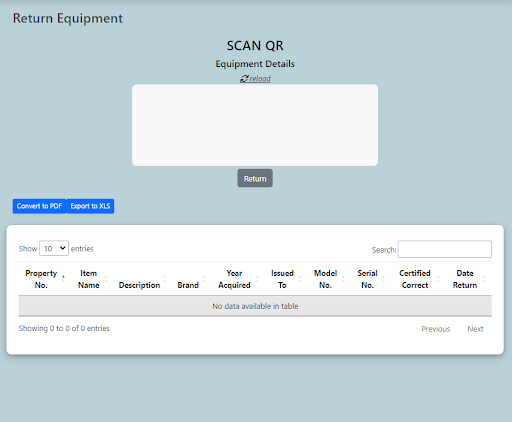 Return Equipment
SCAN QR
Equipment Details
reload
Return
Convert to PDF Export to XLS
Show 10 entries Search:
Property No. Item Name Description Brand Year Acquired Issued To Model No. Serial No. Certified Correct Date Return
No data available in table
Showing 0 to 0 of 0 entries Previous Next